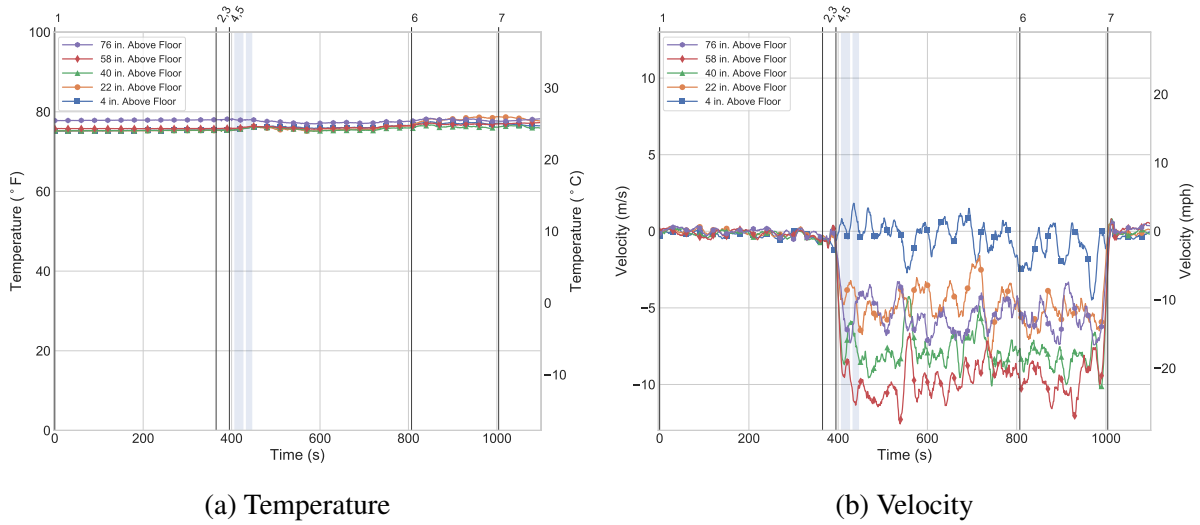 1
2,3
4,5
6
7
100
80
60
40
20
0
Temperature (°F)
76 in. Above Floor
58 in. Above Floor
40 in. Above Floor
22 in. Above Floor
4 in. Above Floor
30
20
10
0
−10
Temperature (°C)
0
200
400
600
800
1000
Time (s)
(a) Temperature
1
2,3
4,5
6
7
10
5
0
−5
−10
Velocity (m/s)
76 in. Above Floor
58 in. Above Floor
40 in. Above Floor
22 in. Above Floor
4 in. Above Floor
20
10
0
−10
−20
Velocity (mph)
0
200
400
600
800
1000
Time (s)
(b) Velocity